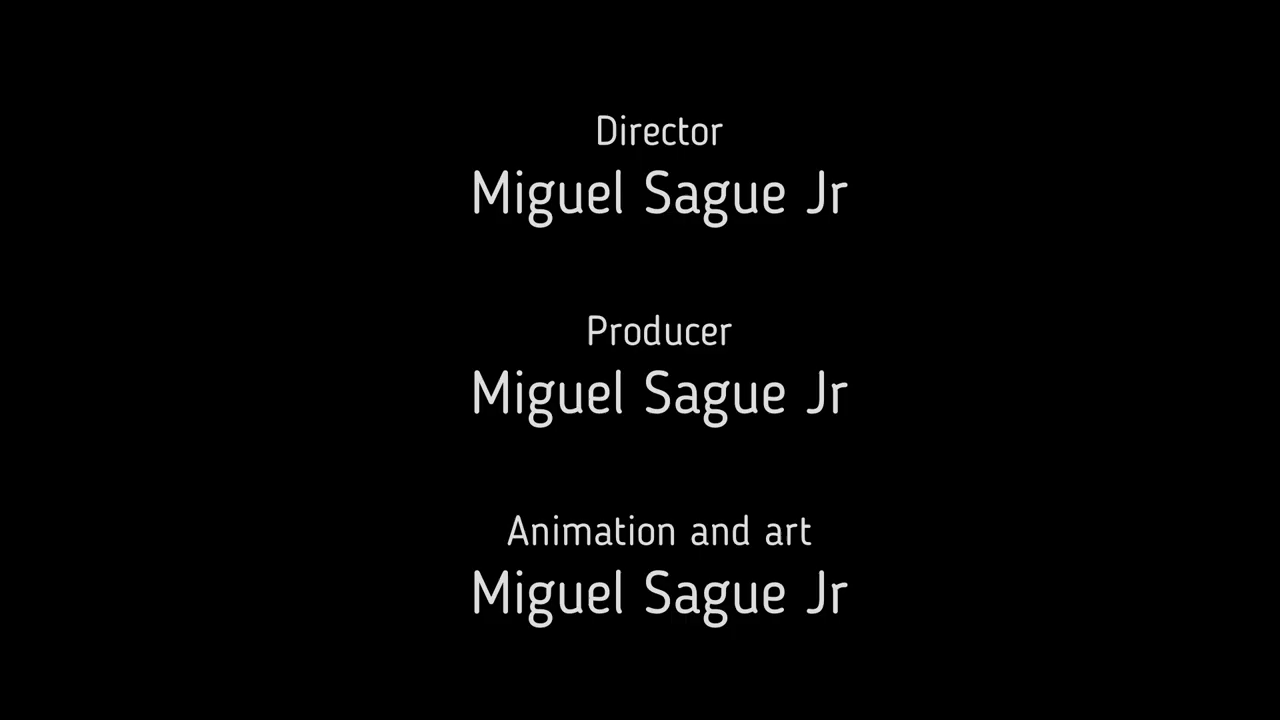 Director
Miguel Sague Jr
Producer
Miguel Sague Jr
Animation and art
Miguel Sague Jr